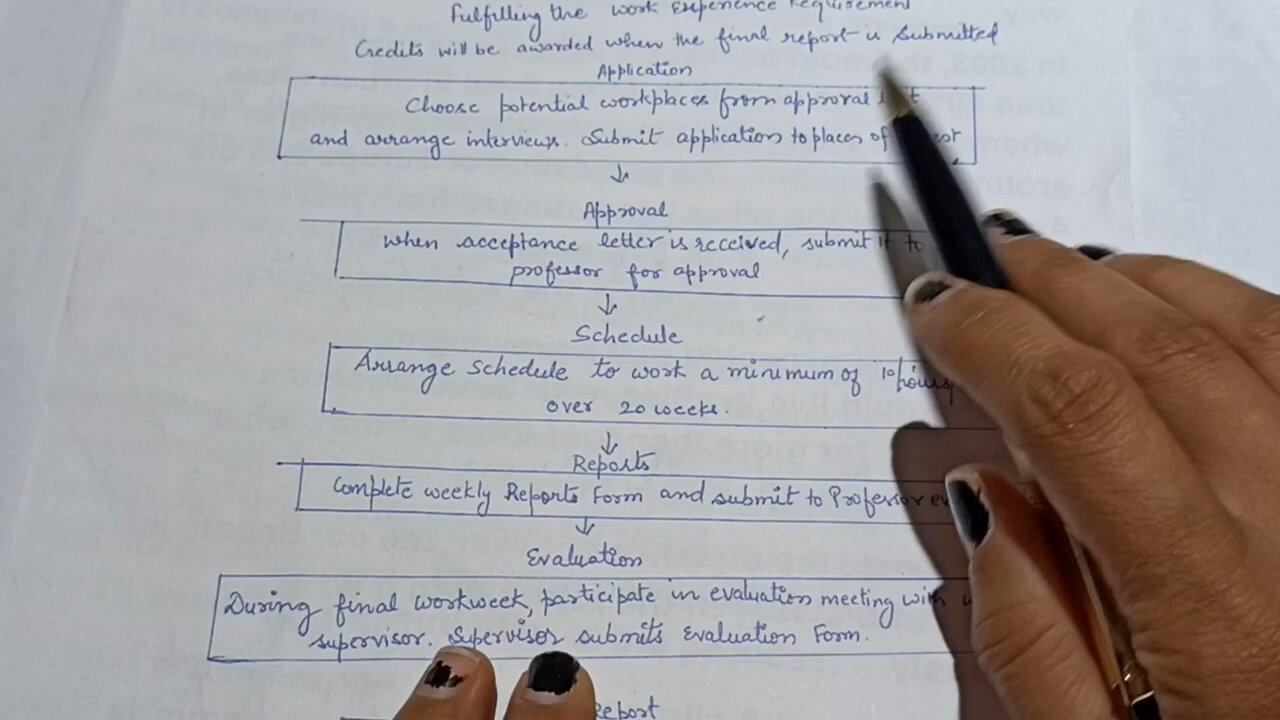 Fulfilling the work Experience Requirement
Credits will be awarded when the final report is Submitted
Application
Choose potential workplaces from approval
and arrange interviews. Submit application to places of
Approval
when acceptance letter is received, submit it to
professor for approval
Schedule
Arrange Schedule to work a minimum of 10 hours
over 20 weeks.
Reports
Complete weekly Reports Form and submit to Professor
Evaluation
During final workweek, participate in evaluation meeting with
supervisor. Supervisor submits Evaluation Form.
Report